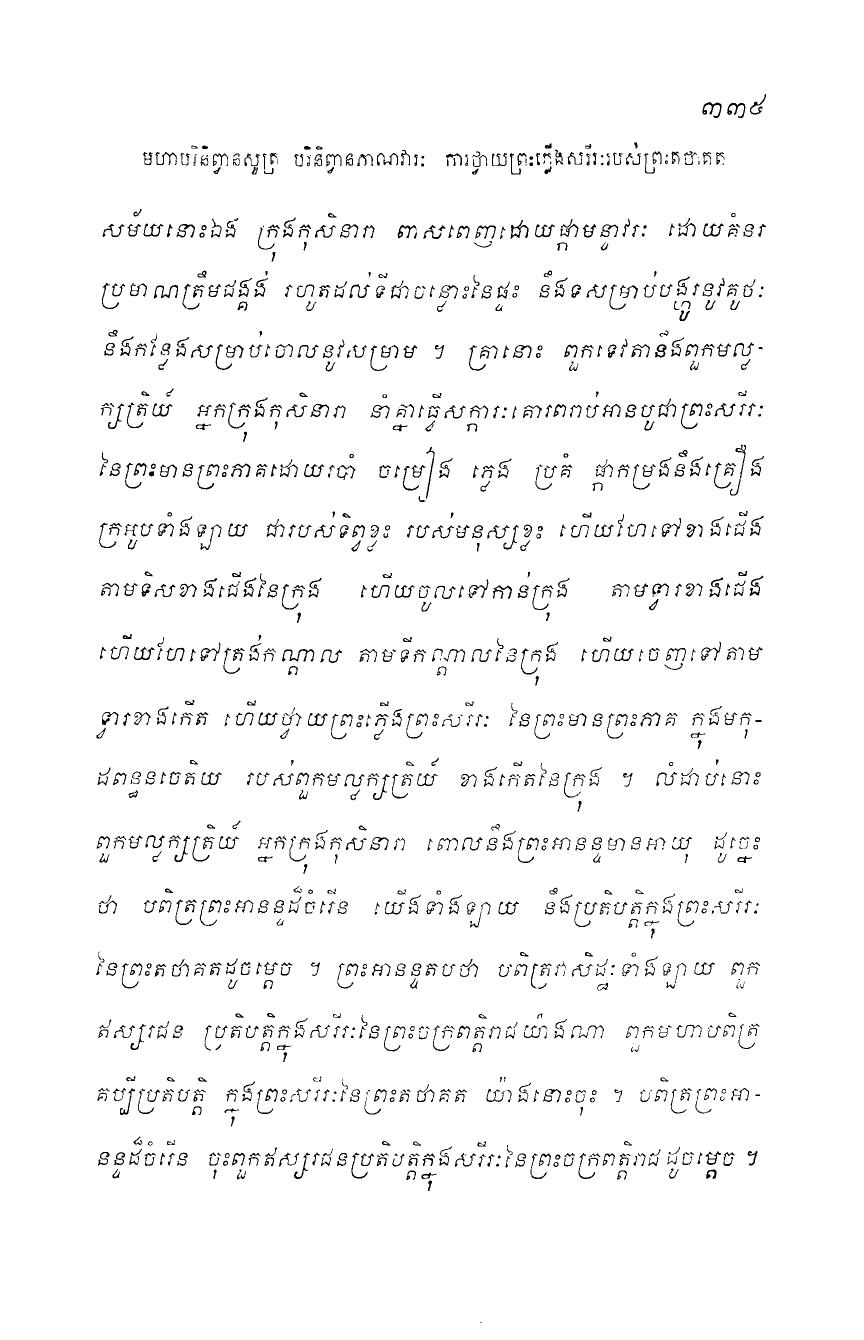 ៣៣៥
មហាបរិនិព្វានសូត្រ បរិនិព្វានភាណវារៈ ការថ្វាយព្រះភ្លើងសរីរៈរបស់ព្រះតថាគត
សម័យនោះឯង ក្រុងកុសិនារា ពាសពេញដោយផ្កាមន្ទាវរៈ ដោយគំនរ
ប្រមាណត្រឹមជង្គង់ រហូតដល់ទីជាចន្លោះនៃផ្ទះ នឹងទសម្រាប់បង្ហូរនូវគូថៈ
នឹងកន្លែងសម្រាប់ចោលនូវសម្រាម ។ គ្រានោះ ពួកទេវតានឹងពួកមល្ល-
ក្សត្រិយ៍ អ្នកក្រុងកុសិនារា នាំគ្នាធ្វើសក្ការៈគោរពរាប់អានបូជាព្រះសរីរៈ
នៃព្រះមានព្រះភាគដោយរបាំ ចម្រៀង ភ្លេង ប្រគំ ផ្កាកម្រងនឹងគ្រឿង
ក្រអូបទាំងឡាយ ជារបស់ទិព្វខ្លះ របស់មនុស្សខ្លះ ហើយហែទៅខាងជើង
តាមទិសខាងជើងនៃក្រុង ហើយចូលទៅកាន់ក្រុង តាមទ្វារខាងជើង
ហើយហែទៅត្រង់កណ្តាល តាមទីកណ្តាលនៃក្រុង ហើយចេញទៅតាម
ទ្វារខាងកើត ហើយថ្វាយព្រះភ្លើងព្រះសរីរៈ នៃព្រះមានព្រះភាគ ក្នុងមកុ-
ដពន្ធនចេតិយ របស់ពួកមល្លក្សត្រិយ៍ ខាងកើតនៃក្រុង ។ លំដាប់នោះ
ពួកមល្លក្សត្រិយ៍ អ្នកក្រុងកុសិនារា ពោលនឹងព្រះអានន្ទមានអាយុ ដូច្នេះ
ថា បពិត្រព្រះអានន្ទដ៏ចំរើន យើងទាំងឡាយ នឹងប្រតិបត្តិក្នុងព្រះសរីរៈ
នៃព្រះតថាគតដូចម្តេច ។ ព្រះអានន្ទតបថា បពិត្រវាសិដ្ឋៈទាំងឡាយ ពួក
ឥស្សរជន ប្រតិបត្តិក្នុងសរីរៈនៃព្រះចក្រពត្តិរាជយ៉ាងណា ពួកមហាបពិត្រ
គប្បីប្រតិបត្តិ ក្នុងព្រះសរីរៈនៃព្រះតថាគត យ៉ាងនោះចុះ ។ បពិត្រព្រះអា-
នន្ទដ៏ចំរើន ចុះពួកឥស្សរជនប្រតិបត្តិក្នុងសរីរៈនៃព្រះចក្រពត្តិរាជ ដូចម្តេច ។